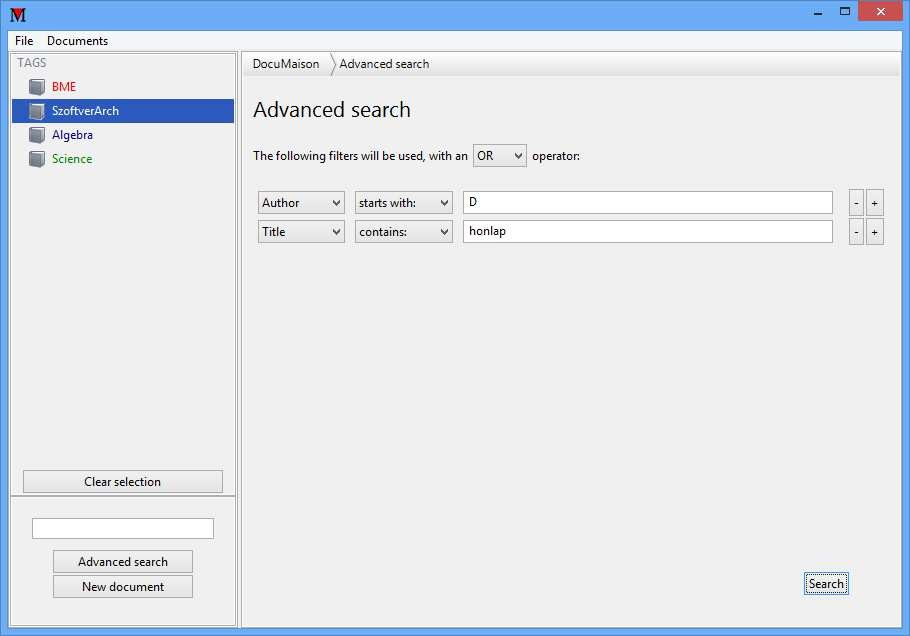 M
File Documents
TAGS
BME
SzoftverArch
Algebra
Science
Clear selection
Advanced search
New document
DocuMaison Advanced search
Advanced search
The following filters will be used, with an OR operator:
Author starts with: D - +
Title contains: honlap - +
Search